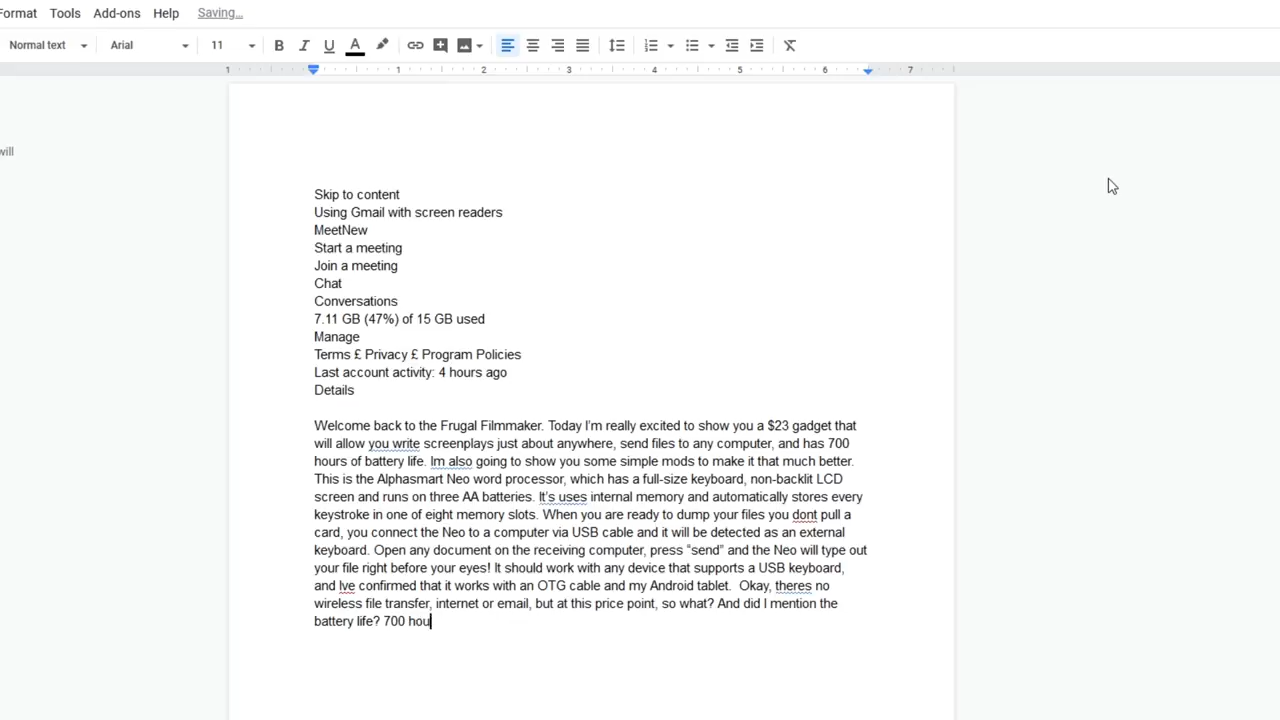 Format Tools Add-ons Help Saving...
Normal text Arial 11 B I U A
1 1 2 3 4 5 6 7
will
Skip to content
Using Gmail with screen readers
MeetNew
Start a meeting
Join a meeting
Chat
Conversations
7.11 GB (47%) of 15 GB used
Manage
Terms £ Privacy £ Program Policies
Last account activity: 4 hours ago
Details
Welcome back to the Frugal Filmmaker. Today I'm really excited to show you a $23 gadget that
will allow you write screenplays just about anywhere, send files to any computer, and has 700
hours of battery life. Im also going to show you some simple mods to make it that much better.
This is the Alphasmart Neo word processor, which has a full-size keyboard, non-backlit LCD
screen and runs on three AA batteries. It's uses internal memory and automatically stores every
keystroke in one of eight memory slots. When you are ready to dump your files you dont pull a
card, you connect the Neo to a computer via USB cable and it will be detected as an external
keyboard. Open any document on the receiving computer, press “send” and the Neo will type out
your file right before your eyes! It should work with any device that supports a USB keyboard,
and Ive confirmed that it works with an OTG cable and my Android tablet.  Okay, theres no
wireless file transfer, internet or email, but at this price point, so what? And did I mention the
battery life? 700 hou